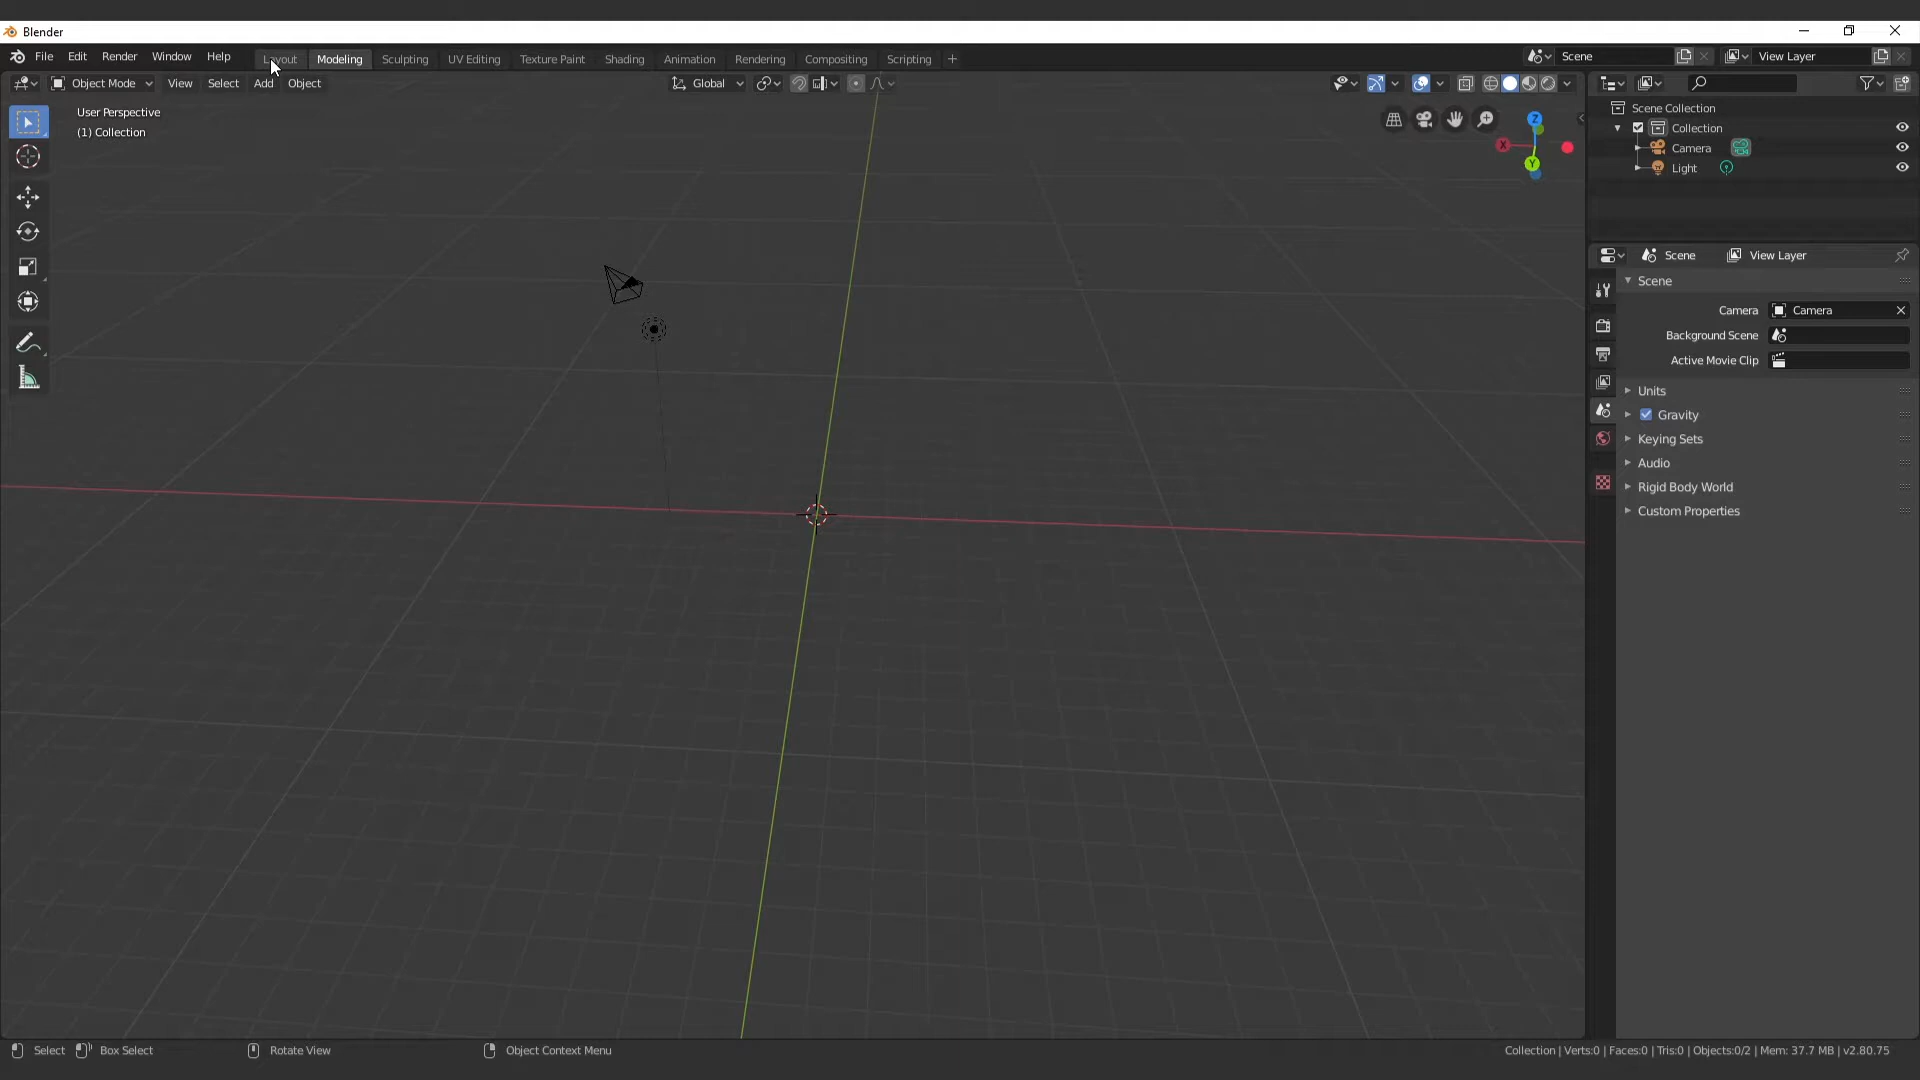 Blender
File Edit Render Window Help Layout Modeling Sculpting UV Editing Texture Paint Shading Animation Rendering Compositing Scripting + Scene View Layer
Object Mode View Select Add Object Global
User Perspective
(1) Collection
Z
X
Y
Scene Collection
Collection
Camera
Light
Scene View Layer
Scene
Camera Camera
Background Scene
Active Movie Clip
Units
Gravity
Keying Sets
Audio
Rigid Body World
Custom Properties
Select Box Select Rotate View Object Context Menu Collection | Verts:0 | Faces:0 | Tris:0 | Objects:0/2 | Mem: 37.7 MB | v2.80.75